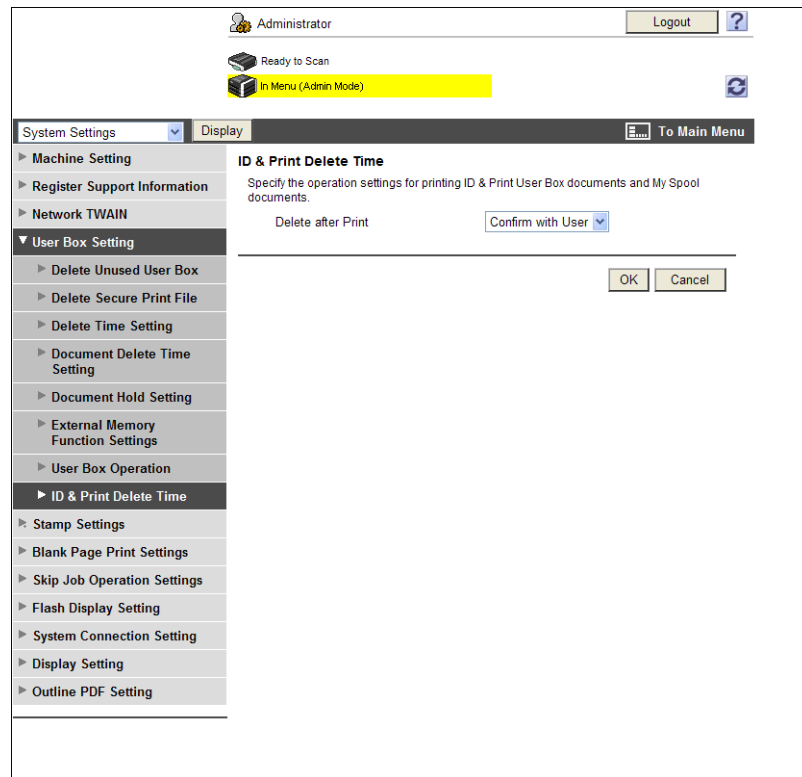 Administrator
Logout
?
Ready to Scan
In Menu (Admin Mode)
System Settings
Display
To Main Menu
Machine Setting
Register Support Information
Network TWAIN
User Box Setting
Delete Unused User Box
Delete Secure Print File
Delete Time Setting
Document Delete Time
Setting
Document Hold Setting
External Memory
Function Settings
User Box Operation
ID & Print Delete Time
Stamp Settings
Blank Page Print Settings
Skip Job Operation Settings
Flash Display Setting
System Connection Setting
Display Setting
Outline PDF Setting
ID & Print Delete Time
Specify the operation settings for printing ID & Print User Box documents and My Spool
documents.
Delete after Print
Confirm with User
OK
Cancel